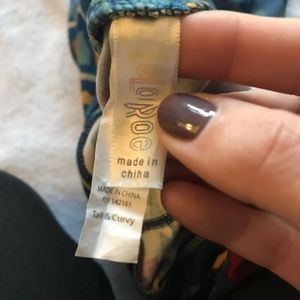 LuLaRoe
made in
china
MADE IN CHINA
RN 142161
Tall & Curvy